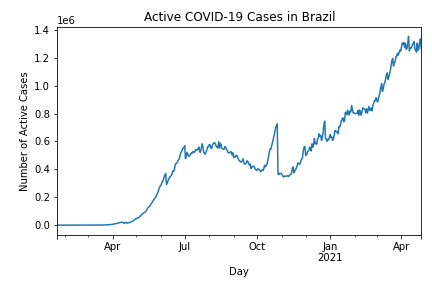 Active COVID-19 Cases in Brazil
1e6
1.4
1.2
1.0
0.8
0.6
0.4
0.2
0.0
Number of Active Cases
Apr
Jul
Oct
Jan
2021
Apr
Day